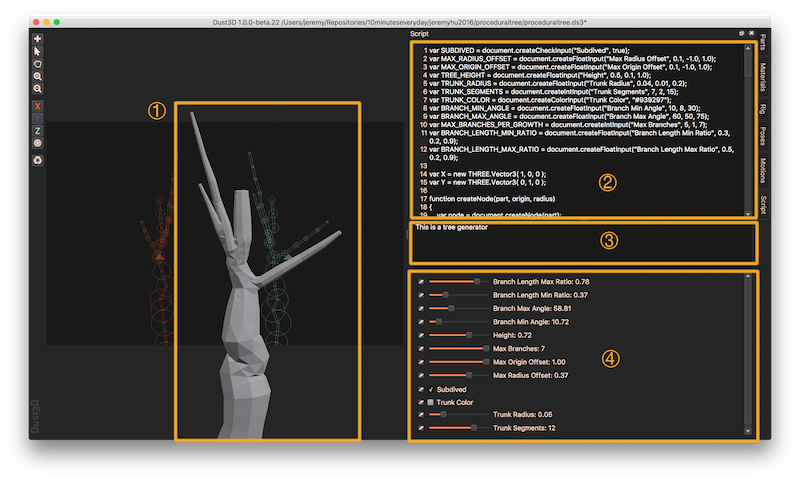 Dust3D 1.0.0-beta.22 /Users/jeremy/Repositories/10minuteseveryday/jeremyhu2016/proceduraltree/proceduraltree.ds3*
Script
1 var SUBDIVED = document.createCheckInput("Subdived", true);
2 var MAX_RADIUS_OFFSET = document.createFloatInput("Max Radius Offset", 0.1, -1.0, 1.0);
3 var MAX_ORIGIN_OFFSET = document.createFloatInput("Max Origin Offset", 0.1, -1.0, 1.0);
4 var TREE_HEIGHT = document.createFloatInput("Height", 0.5, 0.1, 1.0);
5 var TRUNK_RADIUS = document.createFloatInput("Trunk Radius", 0.04, 0.01, 0.2);
6 var TRUNK_SEGMENTS = document.createIntInput("Trunk Segments", 7, 2, 15);
7 var TRUNK_COLOR = document.createColorInput("Trunk Color", "#939297");
8 var BRANCH_MIN_ANGLE = document.createFloatInput("Branch Min Angle", 10, 8, 30);
9 var BRANCH_MAX_ANGLE = document.createFloatInput("Branch Max Angle", 60, 50, 75);
10 var MAX_BRANCHES_PER_GROWTH = document.createIntInput("Max Branches", 5, 1, 7);
11 var BRANCH_LENGTH_MIN_RATIO = document.createFloatInput("Branch Length Min Ratio", 0.3,
0.2, 0.9);
12 var BRANCH_LENGTH_MAX_RATIO = document.createFloatInput("Branch Length Max Ratio", 0.5,
0.2, 0.9);
13
14 var X = new THREE.Vector3( 1, 0, 0 );
15 var Y = new THREE.Vector3( 0, 1, 0 );
16
17 function createNode(part, origin, radius)
18 {
19 var node = document.createNode(part);
This is a tree generator
Branch Length Max Ratio: 0.78
Branch Length Min Ratio: 0.37
Branch Max Angle: 58.81
Branch Min Angle: 10.72
Height: 0.72
Max Branches: 7
Max Origin Offset: 1.00
Max Radius Offset: 0.37
✓ Subdived
Trunk Color
Trunk Radius: 0.05
Trunk Segments: 12
Parts
Materials
Rig
Poses
Motions
Script
X
Y
Z
①
②
③
④
Dust3D